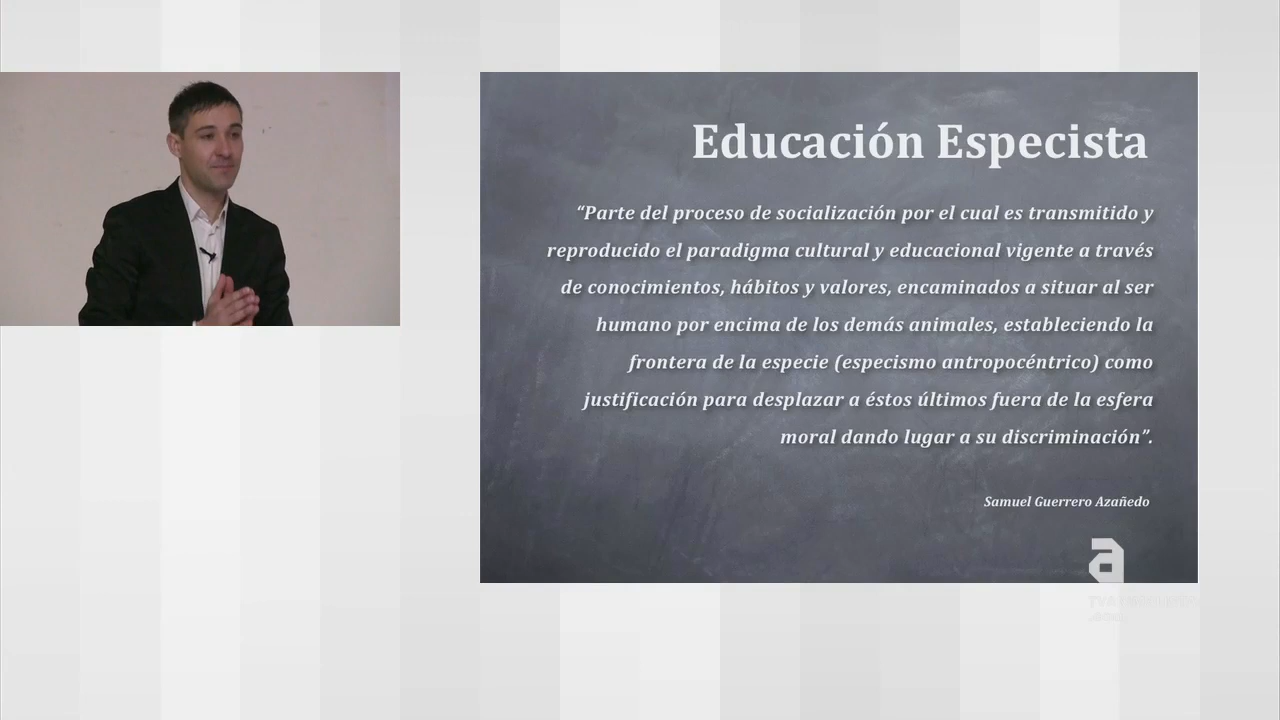 Educación Especista
“Parte del proceso de socialización por el cual es transmitido y
reproducido el paradigma cultural y educacional vigente a través
de conocimientos, hábitos y valores, encaminados a situar al ser
humano por encima de los demás animales, estableciendo la
frontera de la especie (especismo antropocéntrico) como
justificación para desplazar a éstos últimos fuera de la esfera
moral dando lugar a su discriminación”.
Samuel Guerrero Azañedo
a
.com